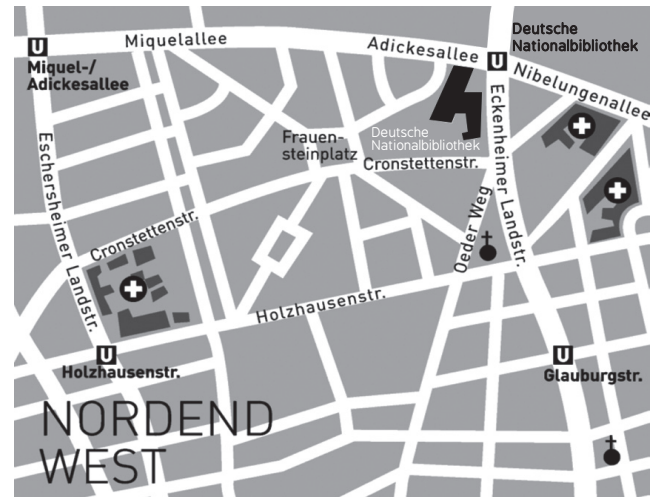 U
Miquel-/
Adickesallee
Miquelallee
Adickesallee
U
Deutsche
Nationalbibliothek
Nibelungenallee
Eschersheimer Landstr.
Frauen-
steinplatz
Deutsche
Nationalbibliothek
Cronstettenstr.
Eckenheimer Landstr.
Oeder Weg
Cronstettenstr.
Holzhausenstr.
U
Holzhausenstr.
U
Glauburgstr.
NORDEND
WEST